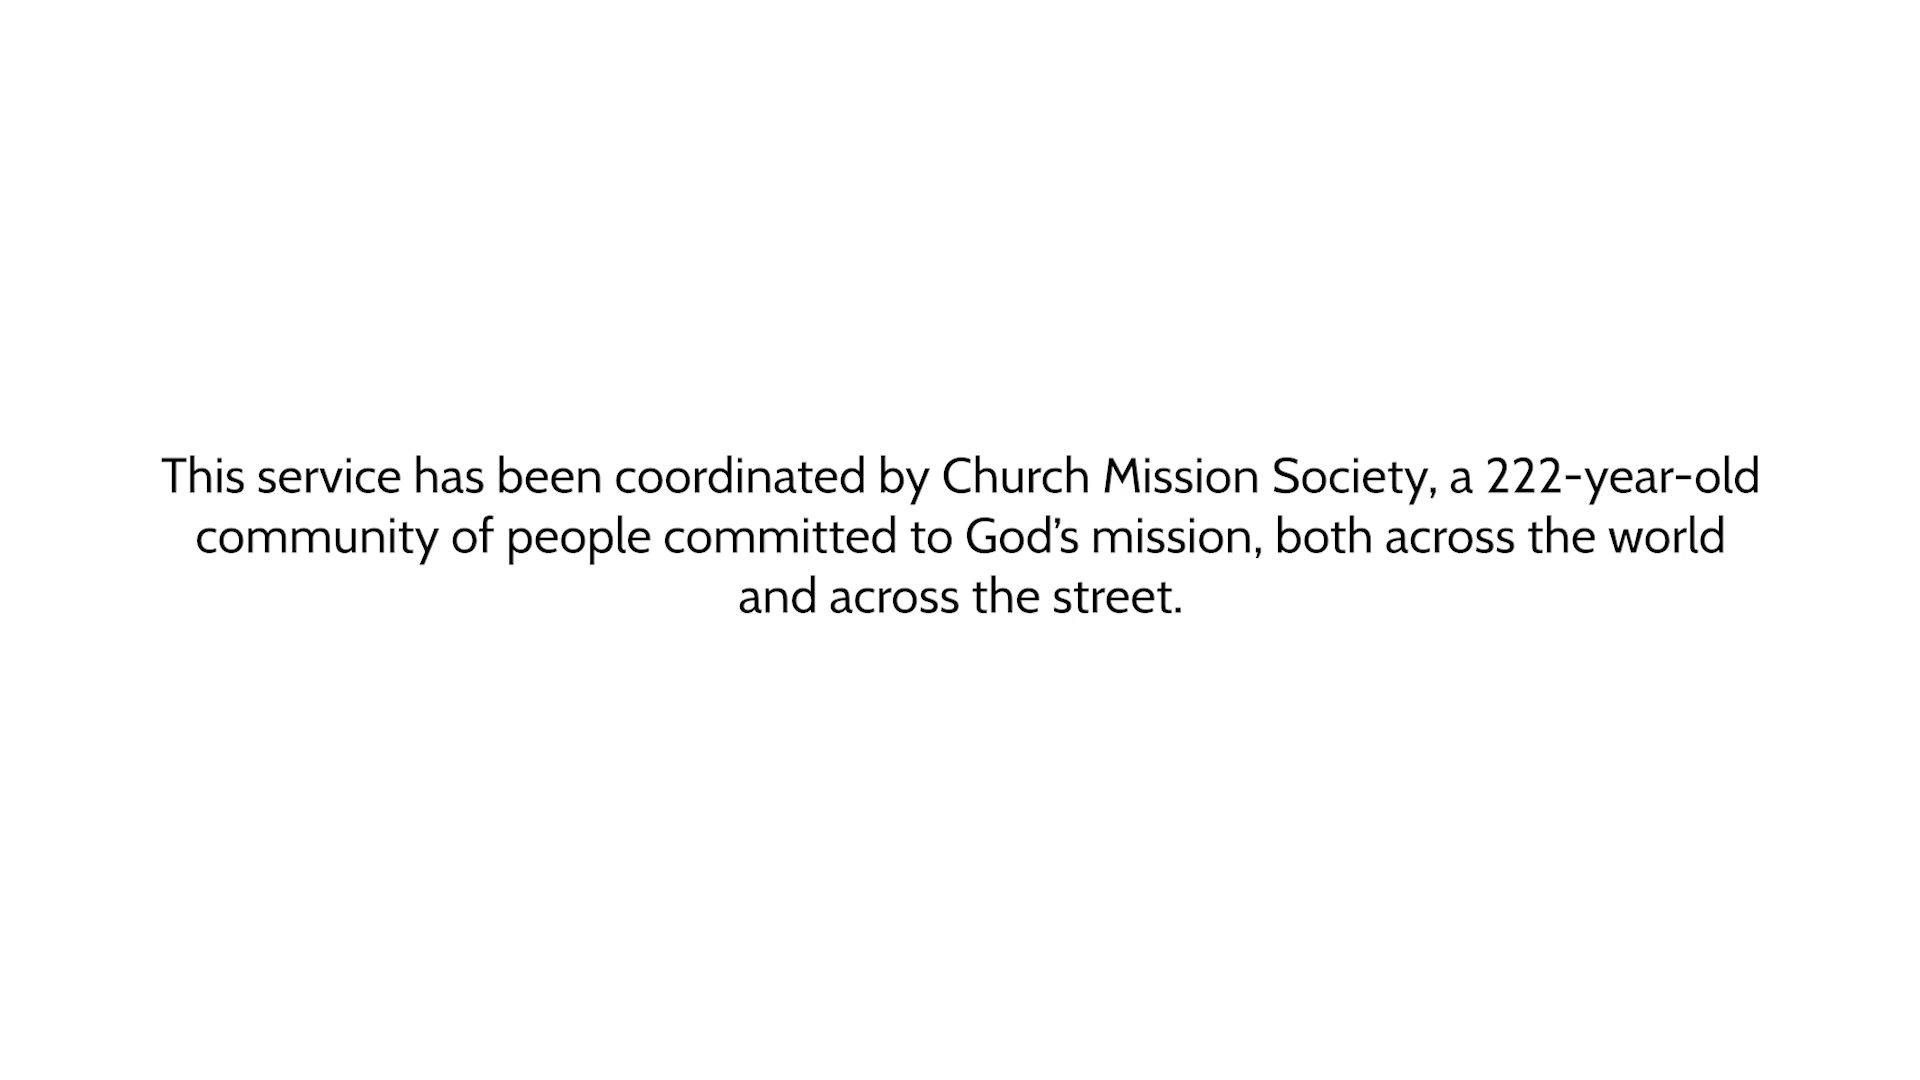 This service has been coordinated by Church Mission Society, a 222-year-old
community of people committed to God’s mission, both across the world
and across the street.